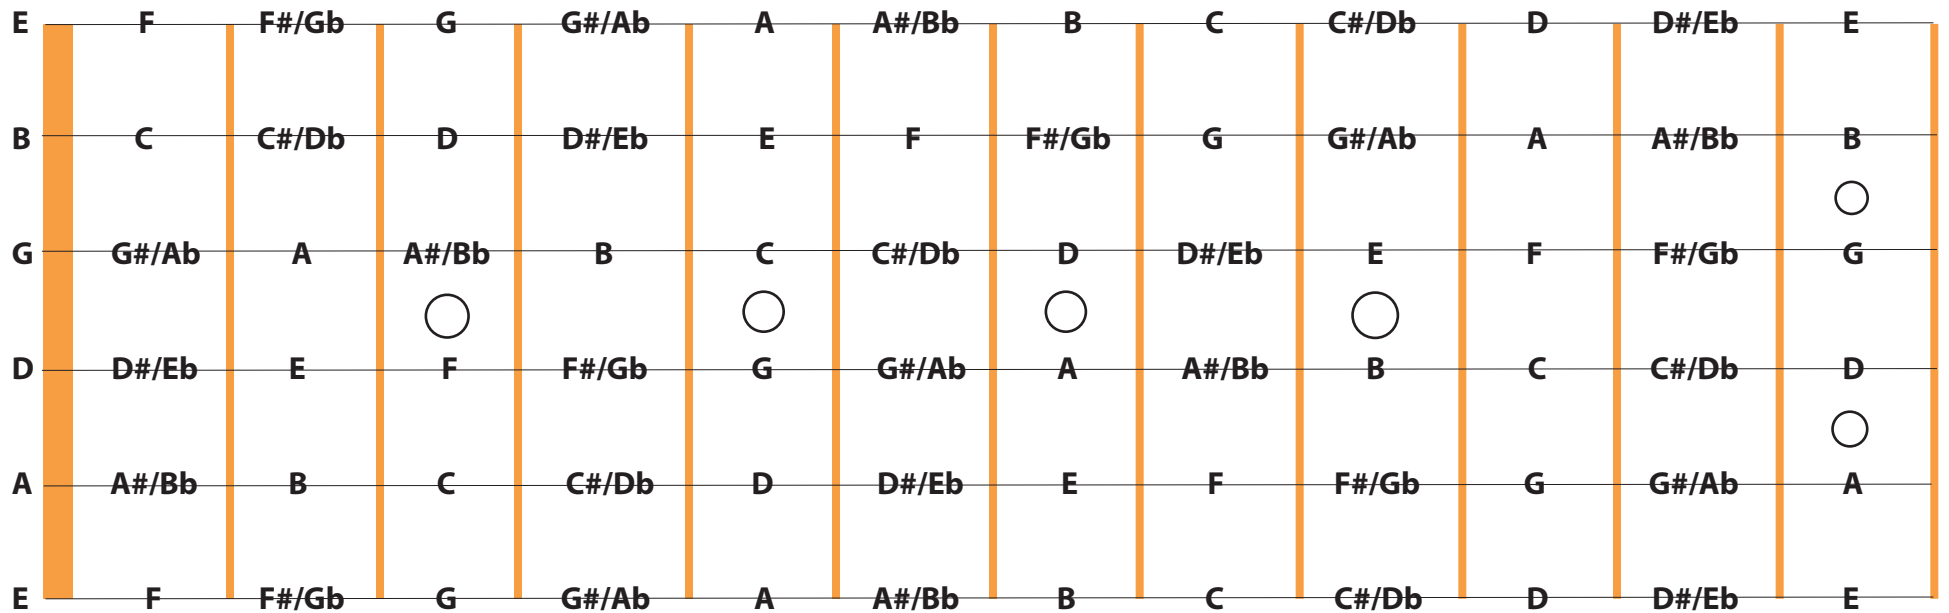 E F F#/Gb G G#/Ab A A#/Bb B C C#/Db D D#/Eb E
B C C#/Db D D#/Eb E F F#/Gb G G#/Ab A A#/Bb B
G G#/Ab A A#/Bb B C C#/Db D D#/Eb E F F#/Gb G
D D#/Eb E F F#/Gb G G#/Ab A A#/Bb B C C#/Db D
A A#/Bb B C C#/Db D D#/Eb E F F#/Gb G G#/Ab A
E F F#/Gb G G#/Ab A A#/Bb B C C#/Db D D#/Eb E